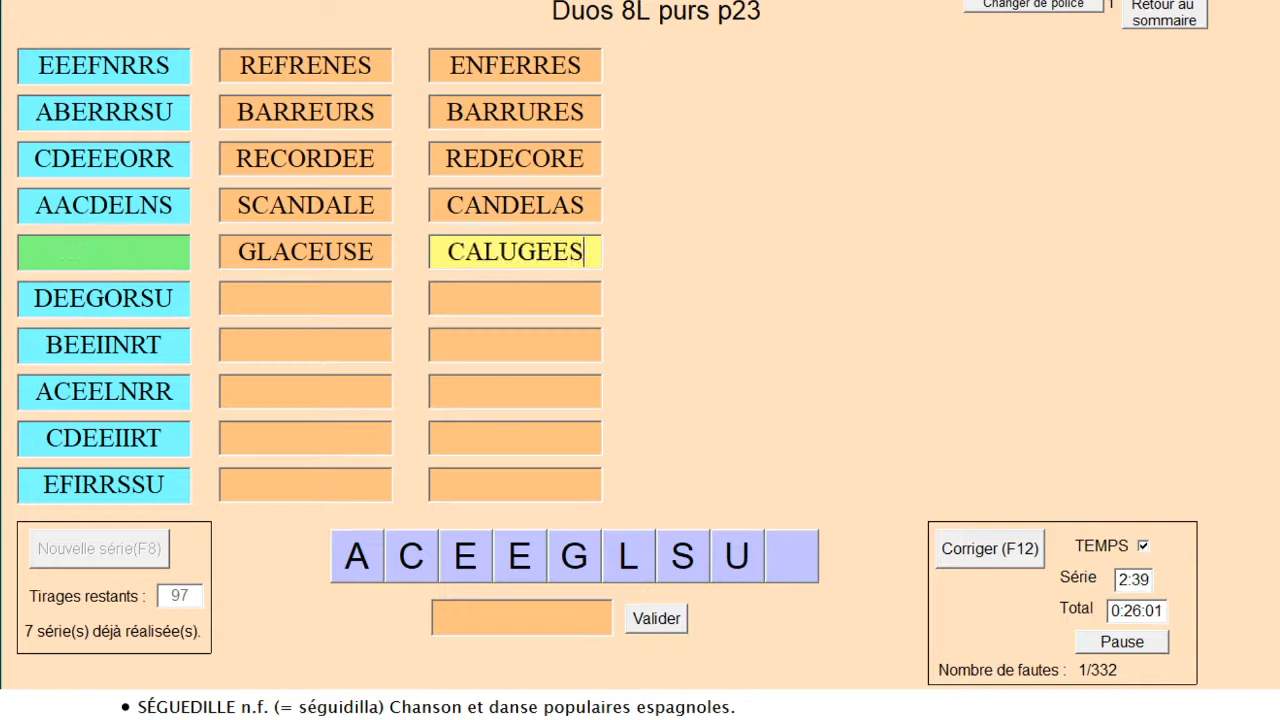 Duos 8L purs p23
Changer de police
1
Retour au
sommaire
EEEFNRRS REFRENES ENFERRES
ABERRRSU BARREURS BARRURES
CDEEEORR RECORDEE REDECORE
AACDELNS SCANDALE CANDELAS
GLACEUSE CALUGEES
DEEGORSU
BEEIINRT
ACEELNRR
CDEEIIRT
EFIRRSSU
Nouvelle série(F8)
Tirages restants : 97
7 série(s) déjà réalisée(s).
A C E E G L S U
Valider
Corriger (F12)
TEMPS
Série 2:39
Total 0:26:01
Pause
Nombre de fautes : 1/332
• SÉGUEDILLE n.f. (= séguidilla) Chanson et danse populaires espagnoles.